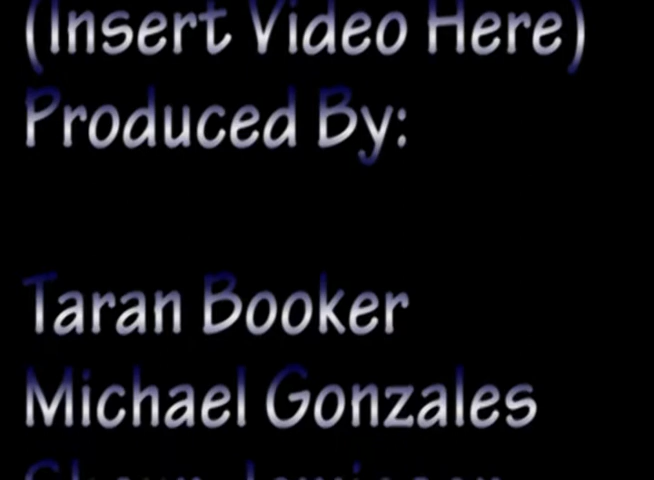 (Insert Video Here)
Produced By:
Taran Booker
Michael Gonzales